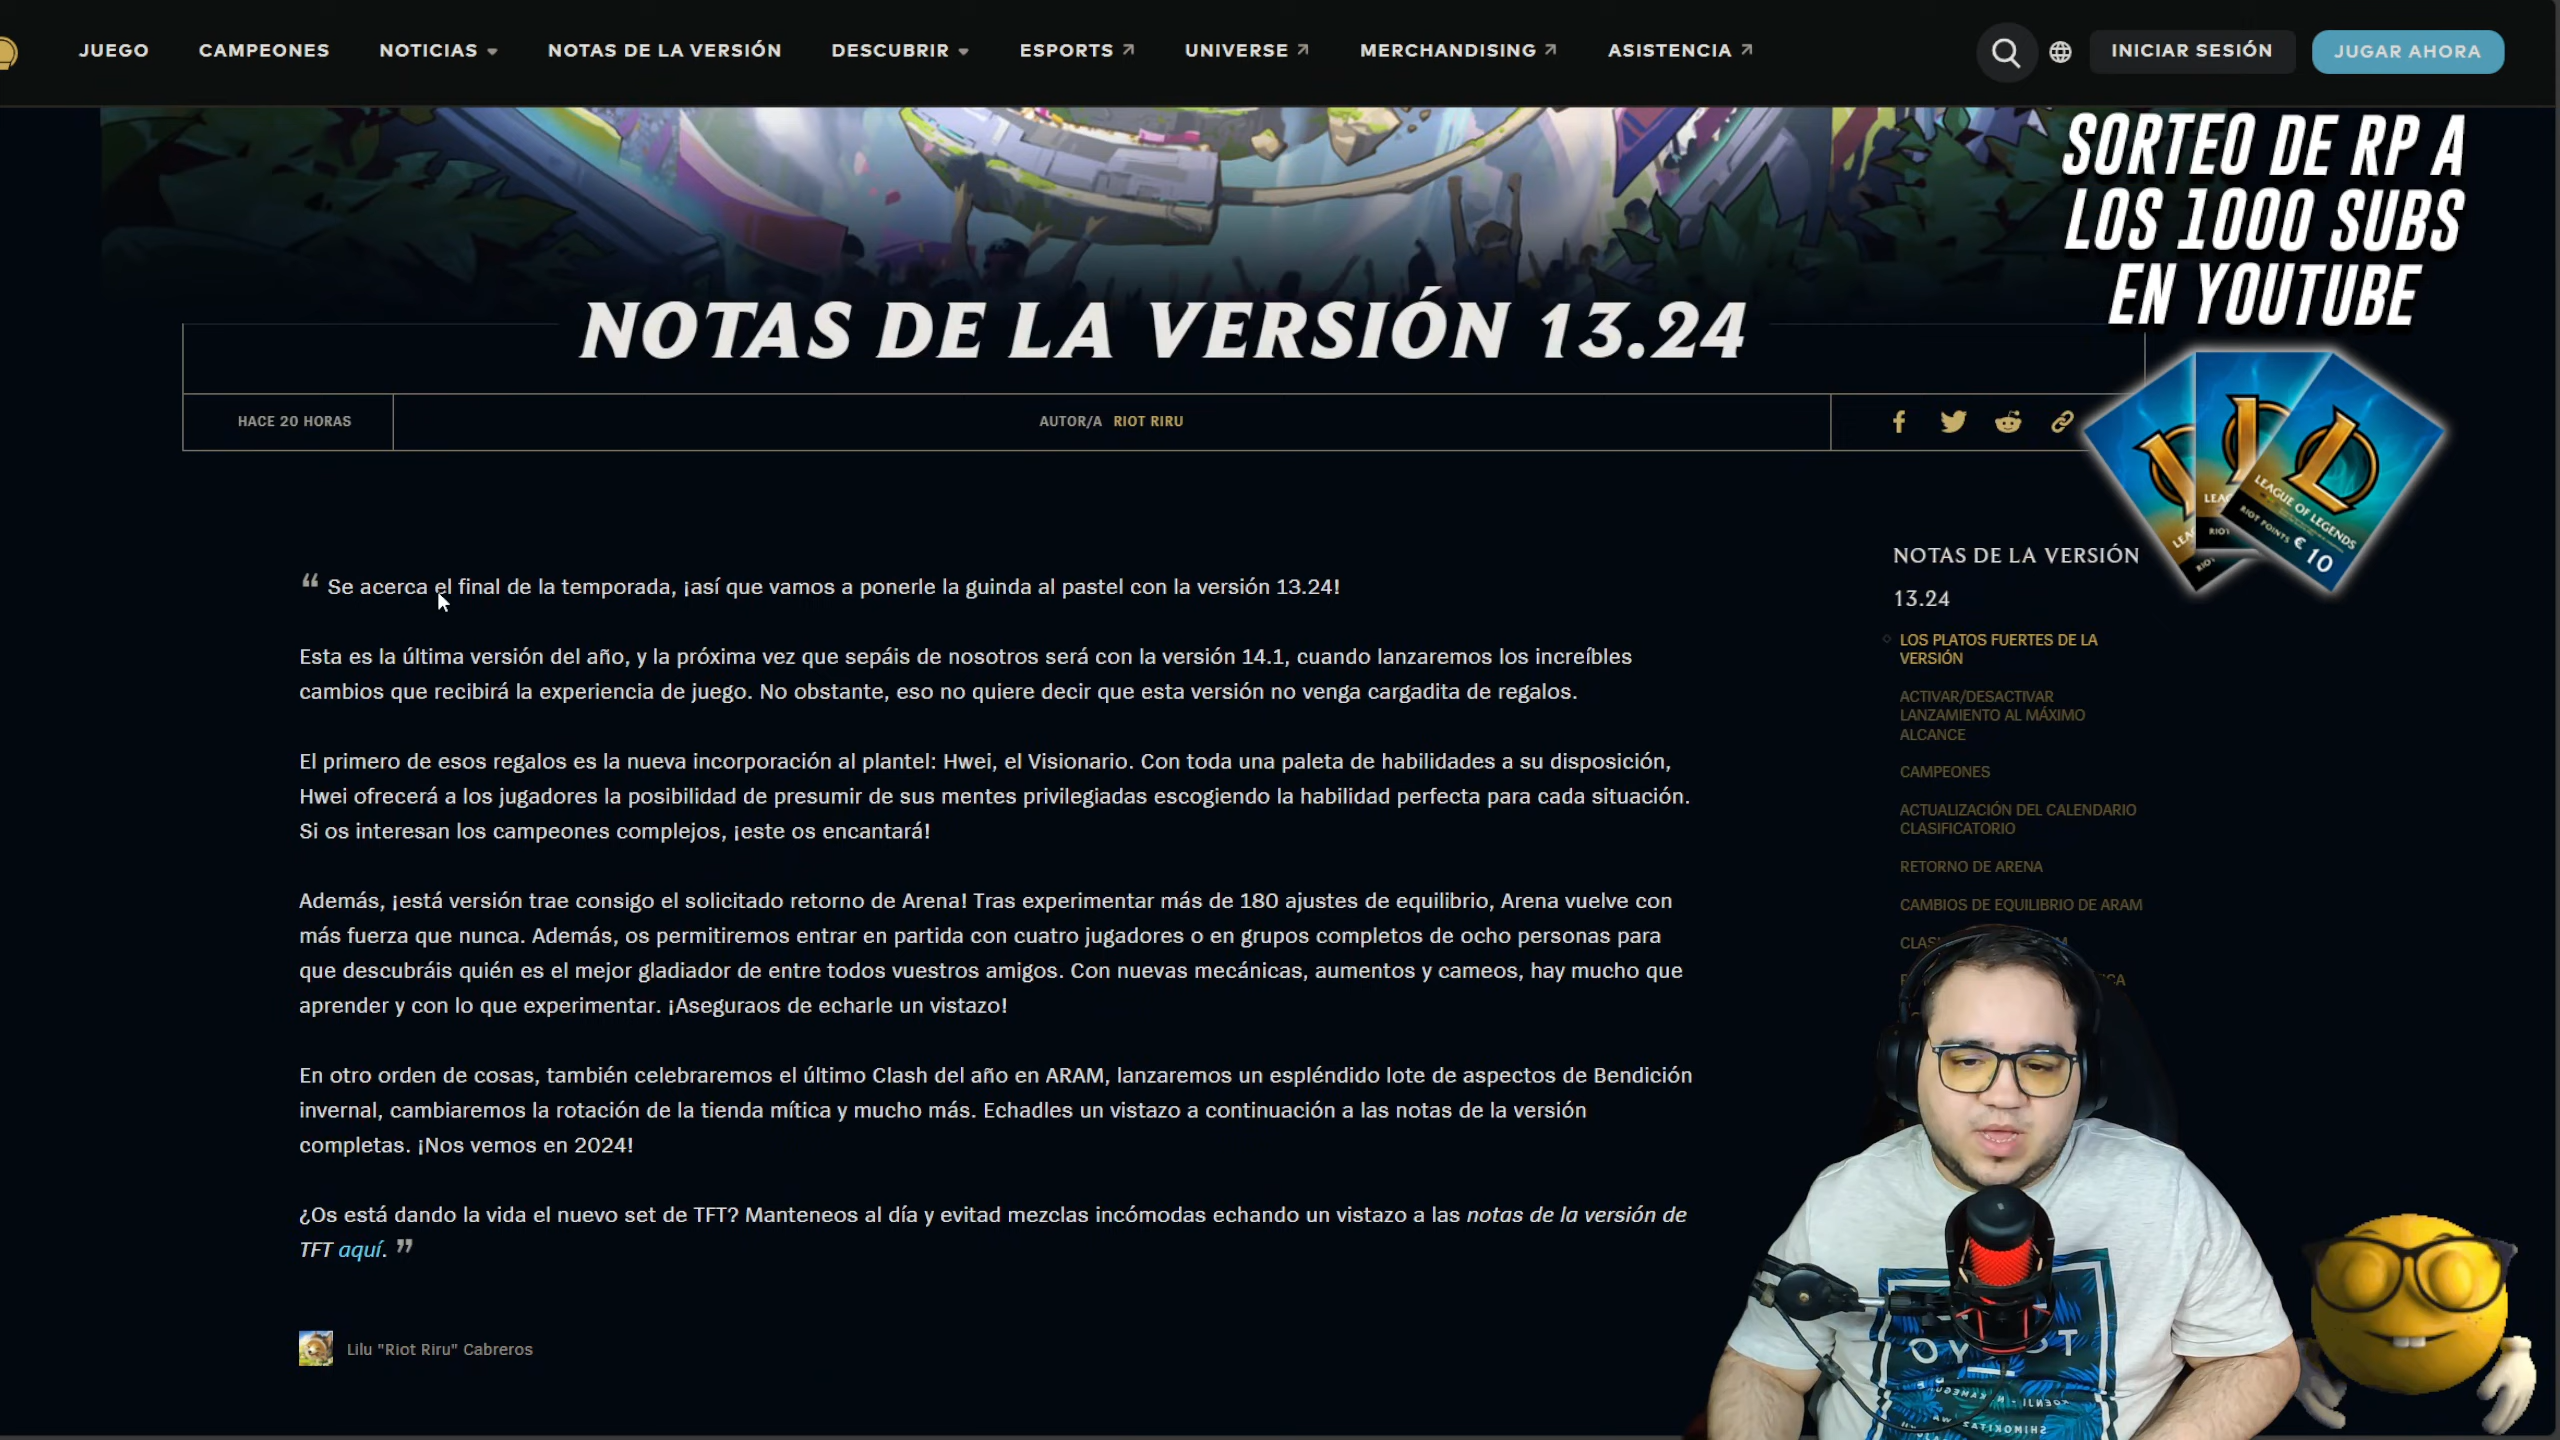 JUEGO CAMPEONES NOTICIAS NOTAS DE LA VERSIÓN DESCUBRIR ESPORTS UNIVERSE MERCHANDISING ASISTENCIA INICIAR SESIÓN JUGAR AHORA
SORTEO DE RP A
LOS 1000 SUBS
EN YOUTUBE
NOTAS DE LA VERSIÓN 13.24
HACE 20 HORAS
AUTOR/A RIOT RIRU
LEAGUE OF LEGENDS
RIOT POINTS € 10
“ Se acerca el final de la temporada, ¡así que vamos a ponerle la guinda al pastel con la versión 13.24!
Esta es la última versión del año, y la próxima vez que sepáis de nosotros será con la versión 14.1, cuando lanzaremos los increíbles
cambios que recibirá la experiencia de juego. No obstante, eso no quiere decir que esta versión no venga cargadita de regalos.
El primero de esos regalos es la nueva incorporación al plantel: Hwei, el Visionario. Con toda una paleta de habilidades a su disposición,
Hwei ofrecerá a los jugadores la posibilidad de presumir de sus mentes privilegiadas escogiendo la habilidad perfecta para cada situación.
Si os interesan los campeones complejos, ¡este os encantará!
Además, ¡está versión trae consigo el solicitado retorno de Arena! Tras experimentar más de 180 ajustes de equilibrio, Arena vuelve con
más fuerza que nunca. Además, os permitiremos entrar en partida con cuatro jugadores o en grupos completos de ocho personas para
que descubráis quién es el mejor gladiador de entre todos vuestros amigos. Con nuevas mecánicas, aumentos y cameos, hay mucho que
aprender y con lo que experimentar. ¡Aseguraos de echarle un vistazo!
En otro orden de cosas, también celebraremos el último Clash del año en ARAM, lanzaremos un espléndido lote de aspectos de Bendición
invernal, cambiaremos la rotación de la tienda mítica y mucho más. Echadles un vistazo a continuación a las notas de la versión
completas. ¡Nos vemos en 2024!
¿Os está dando la vida el nuevo set de TFT? Manteneos al día y evitad mezclas incómodas echando un vistazo a las notas de la versión de
TFT aquí. ”
Lilu "Riot Riru" Cabreros
NOTAS DE LA VERSIÓN
13.24
LOS PLATOS FUERTES DE LA
VERSIÓN
ACTIVAR/DESACTIVAR
LANZAMIENTO AL MÁXIMO
ALCANCE
CAMPEONES
ACTUALIZACIÓN DEL CALENDARIO
CLASIFICATORIO
RETORNO DE ARENA
CAMBIOS DE EQUILIBRIO DE ARAM